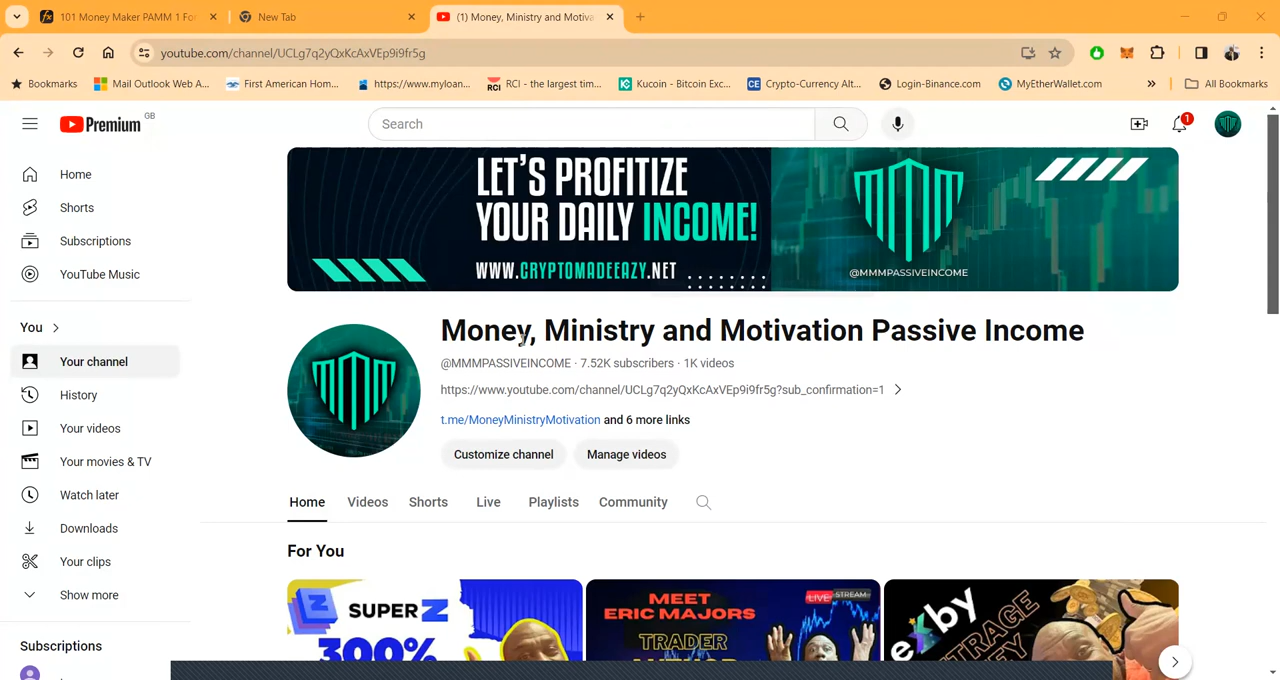 101 Money Maker PAMM 1 For
New Tab
(1) Money, Ministry and Motiva
youtube.com/channel/UCLg7q2yQxKcAxVEp9i9fr5g
Bookmarks
Mail Outlook Web A...
First American Hom...
https://www.myloan...
RCI
RCI - the largest tim...
Kucoin - Bitcoin Exc...
CE
Crypto-Currency Alt...
Login-Binance.com
MyEtherWallet.com
»
All Bookmarks
Premium
GB
Search
1
Home
Shorts
Subscriptions
YouTube Music
You
Your channel
History
Your videos
Your movies & TV
Watch later
Downloads
Your clips
Show more
Subscriptions
LET'S PROFITIZE
YOUR DAILY INCOME!
WWW.CRYPTOMADEEAZY.NET
@MMMPASSIVEINCOME
Money, Ministry and Motivation Passive Income
@MMMPASSIVEINCOME · 7.52K subscribers · 1K videos
https://www.youtube.com/channel/UCLg7q2yQxKcAxVEp9i9fr5g?sub_confirmation=1
t.me/MoneyMinistryMotivation and 6 more links
Customize channel
Manage videos
Home
Videos
Shorts
Live
Playlists
Community
For You
SUPER Z
300%
MEET
ERIC MAJORS
TRADER
LIVE STREAM